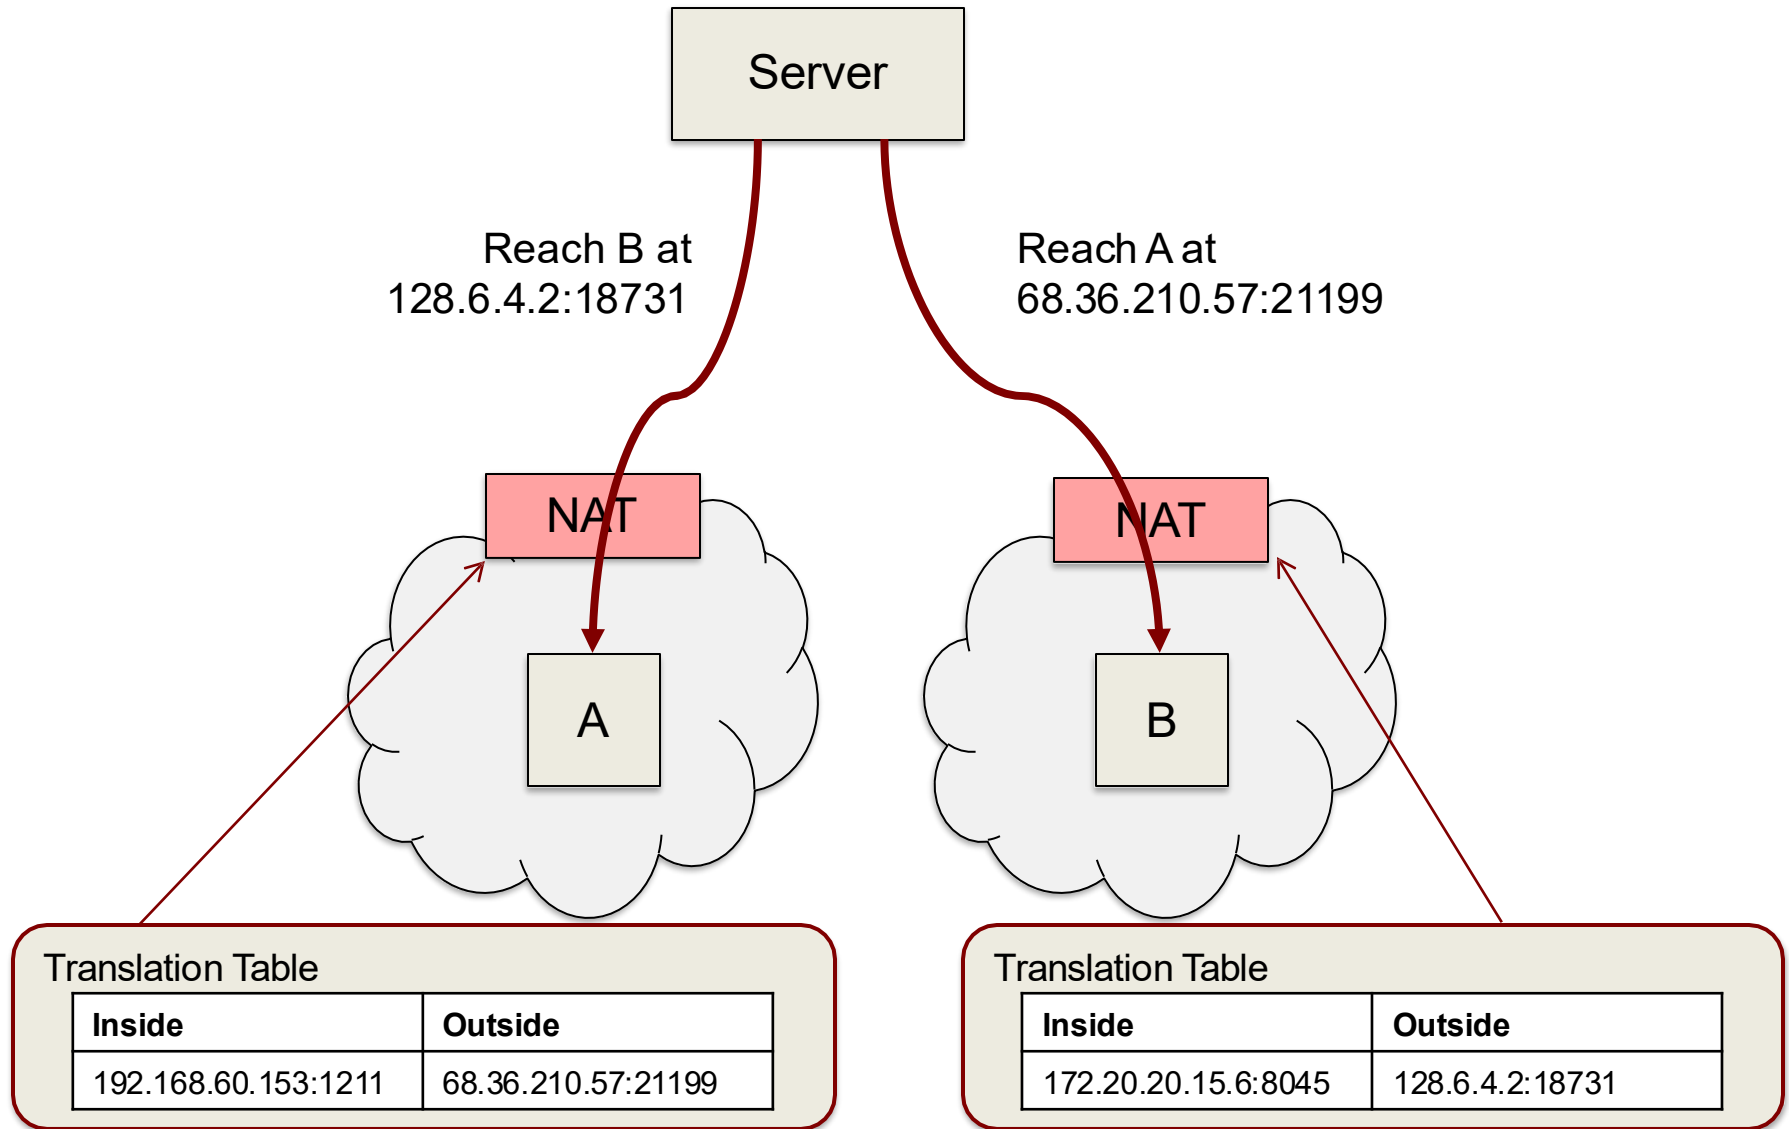 Server
Reach B at
128.6.4.2:18731
Reach A at
68.36.210.57:21199
NAT
NAT
A
B
Translation Table
Inside Outside
192.168.60.153:1211 68.36.210.57:21199
Translation Table
Inside Outside
172.20.20.15.6:8045 128.6.4.2:18731